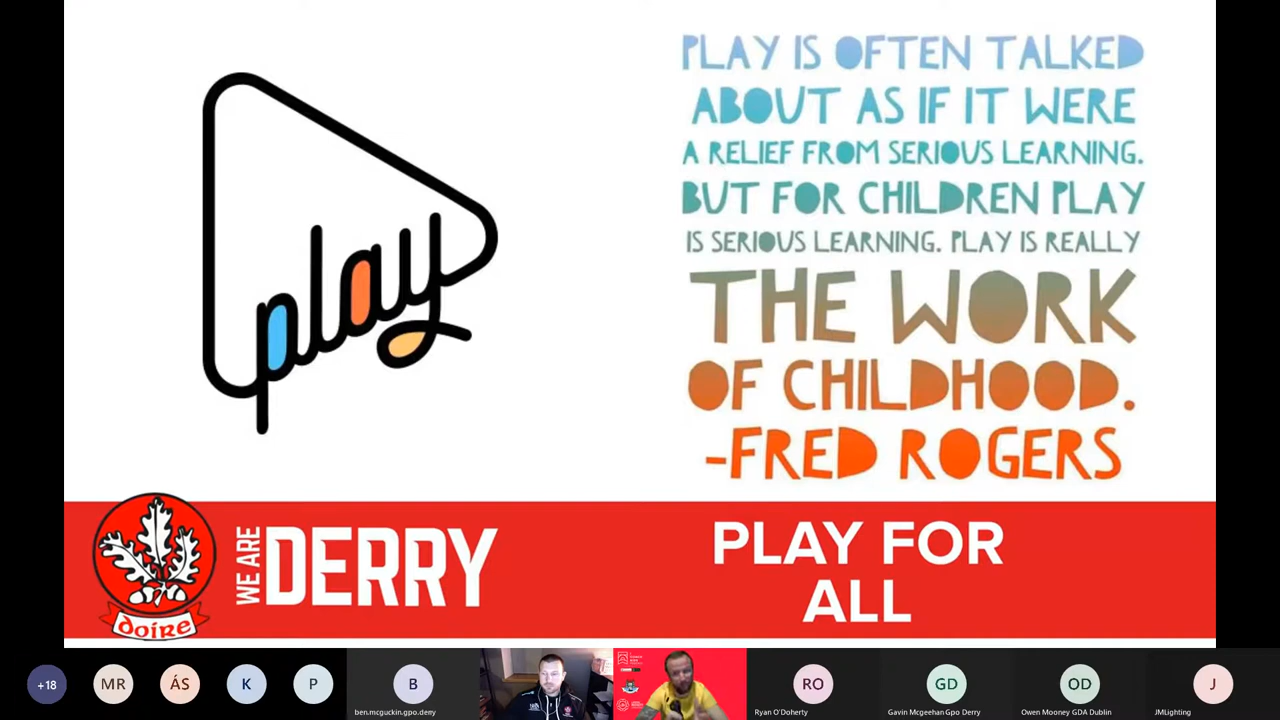 play
PLAY IS OFTEN TALKED
ABOUT AS IF IT WERE
A RELIEF FROM SERIOUS LEARNING.
BUT FOR CHILDREN PLAY
IS SERIOUS LEARNING. PLAY IS REALLY
THE WORK
OF CHILDHOOD.
-FRED ROGERS
doire
WE ARE
DERRY
PLAY FOR
ALL
+18
MR
ÁS
K
P
B
ben.mcguckin.gpo.derry
RO
Ryan O'Doherty
GD
Gavin Mcgeehan Gpo Derry
OD
Owen Mooney GDA Dublin
J
JMLighting